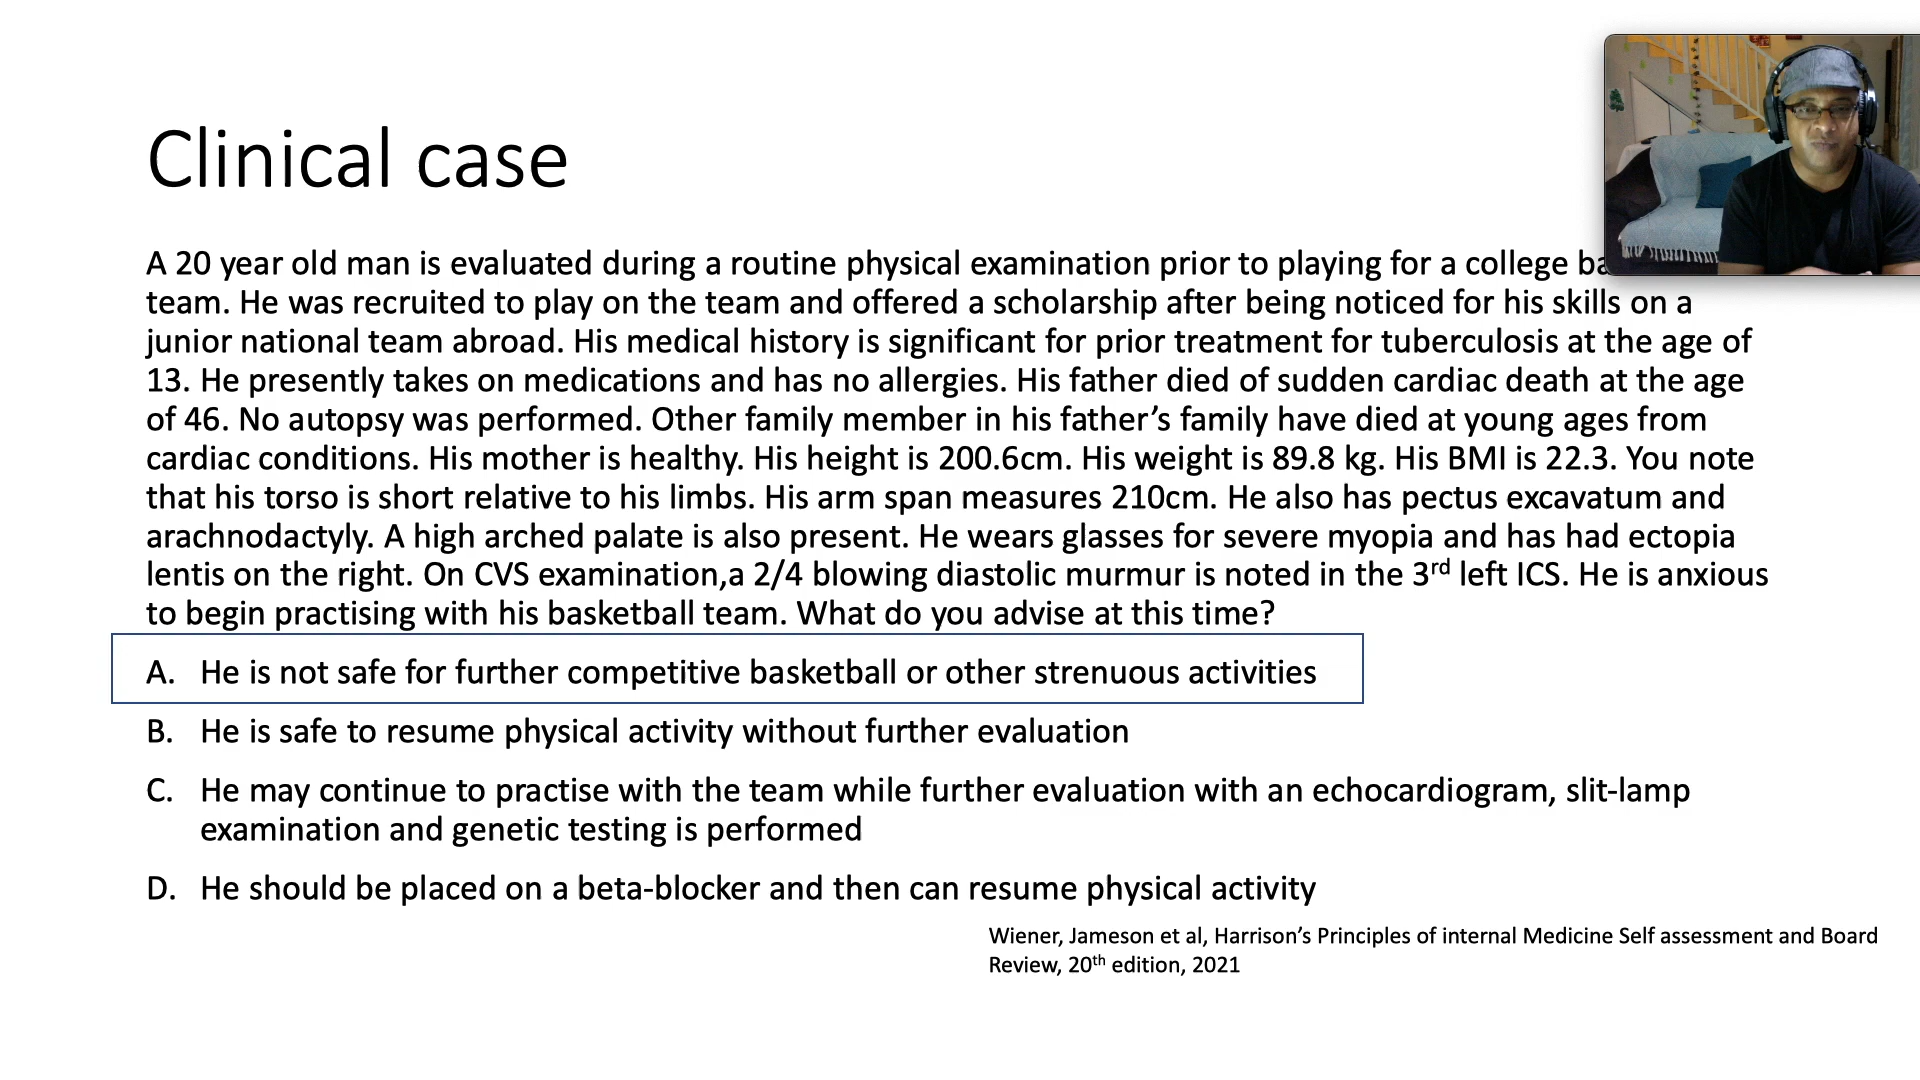 Clinical case
A 20 year old man is evaluated during a routine physical examination prior to playing for a college
team. He was recruited to play on the team and offered a scholarship after being noticed for his skills on a
junior national team abroad. His medical history is significant for prior treatment for tuberculosis at the age of
13. He presently takes on medications and has no allergies. His father died of sudden cardiac death at the age
of 46. No autopsy was performed. Other family member in his father’s family have died at young ages from
cardiac conditions. His mother is healthy. His height is 200.6cm. His weight is 89.8 kg. His BMI is 22.3. You note
that his torso is short relative to his limbs. His arm span measures 210cm. He also has pectus excavatum and
arachnodactyly. A high arched palate is also present. He wears glasses for severe myopia and has had ectopia
lentis on the right. On CVS examination,a 2/4 blowing diastolic murmur is noted in the 3rd left ICS. He is anxious
to begin practising with his basketball team. What do you advise at this time?
A. He is not safe for further competitive basketball or other strenuous activities
B. He is safe to resume physical activity without further evaluation
C. He may continue to practise with the team while further evaluation with an echocardiogram, slit-lamp
examination and genetic testing is performed
D. He should be placed on a beta-blocker and then can resume physical activity
Wiener, Jameson et al, Harrison’s Principles of internal Medicine Self assessment and Board
Review, 20th edition, 2021